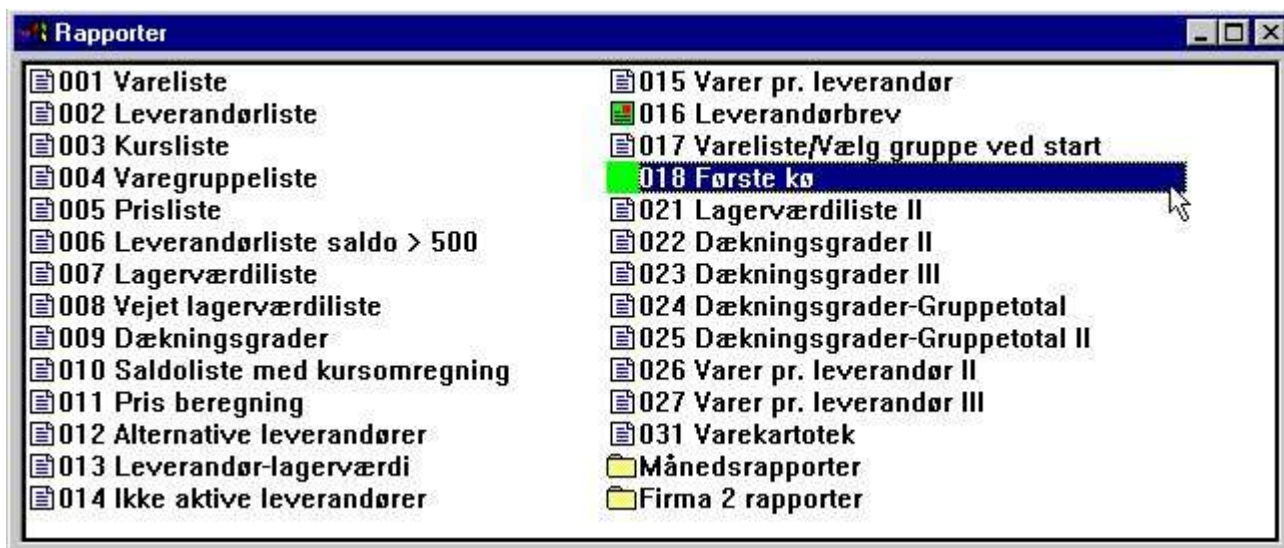 Rapporter
001 Vareliste
002 Leverandørliste
003 Kursliste
004 Varegruppeliste
005 Prisliste
006 Leverandørliste saldo > 500
007 Lagerværdiliste
008 Vejet lagerværdiliste
009 Dækningsgrader
010 Saldoliste med kursomregning
011 Pris beregning
012 Alternative leverandører
013 Leverandør-lagerværdi
014 Ikke aktive leverandører
015 Varer pr. leverandør
016 Leverandørbrev
017 Vareliste/Vælg gruppe ved start
018 Første kø
021 Lagerværdiliste II
022 Dækningsgrader II
023 Dækningsgrader III
024 Dækningsgrader-Gruppetotal
025 Dækningsgrader-Gruppetotal II
026 Varer pr. leverandør II
027 Varer pr. leverandør III
031 Varekartotek
Månedsrapporter
Firma 2 rapporter